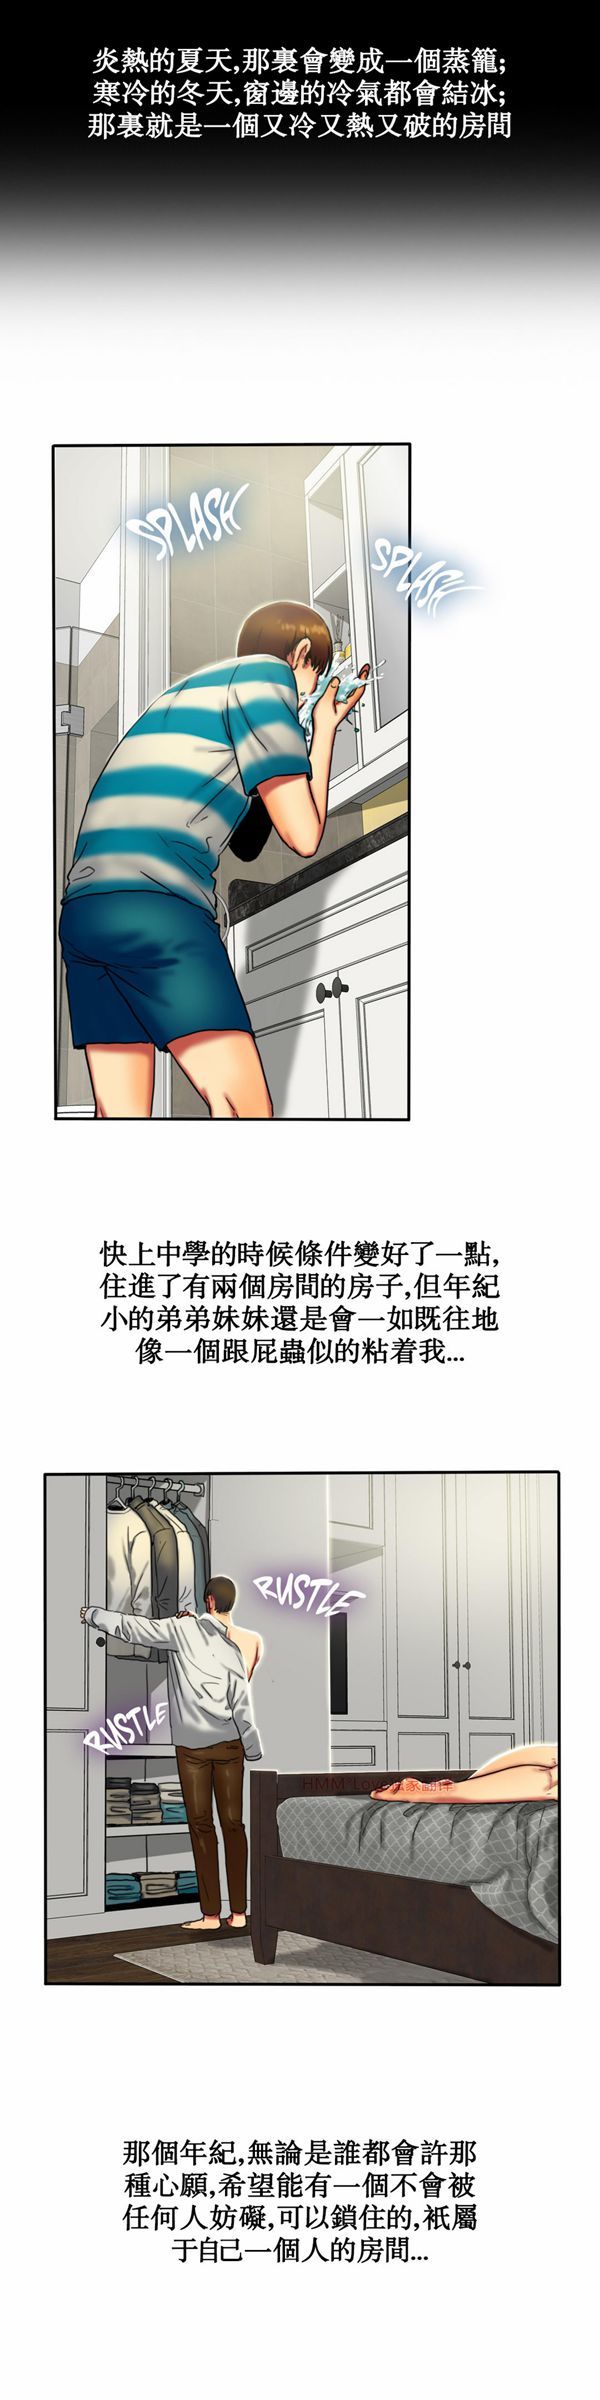 炎熱的夏天,那裏會變成一個蒸籠;
寒冷的冬天,窗邊的冷氣都會結冰;
那裏就是一個又冷又熱又破的房間
SPLASH
SPLASH
快上中學的時候條件變好了一點,
住進了有兩個房間的房子,但年紀
小的弟弟妹妹還是會一如既往地
像一個跟屁蟲似的粘着我...
RUSTLE
RUSTLE
那個年紀,無論是誰都會許那
種心願,希望能有一個不會被
任何人妨礙,可以鎖住的,衹屬
于自己一個人的房間...